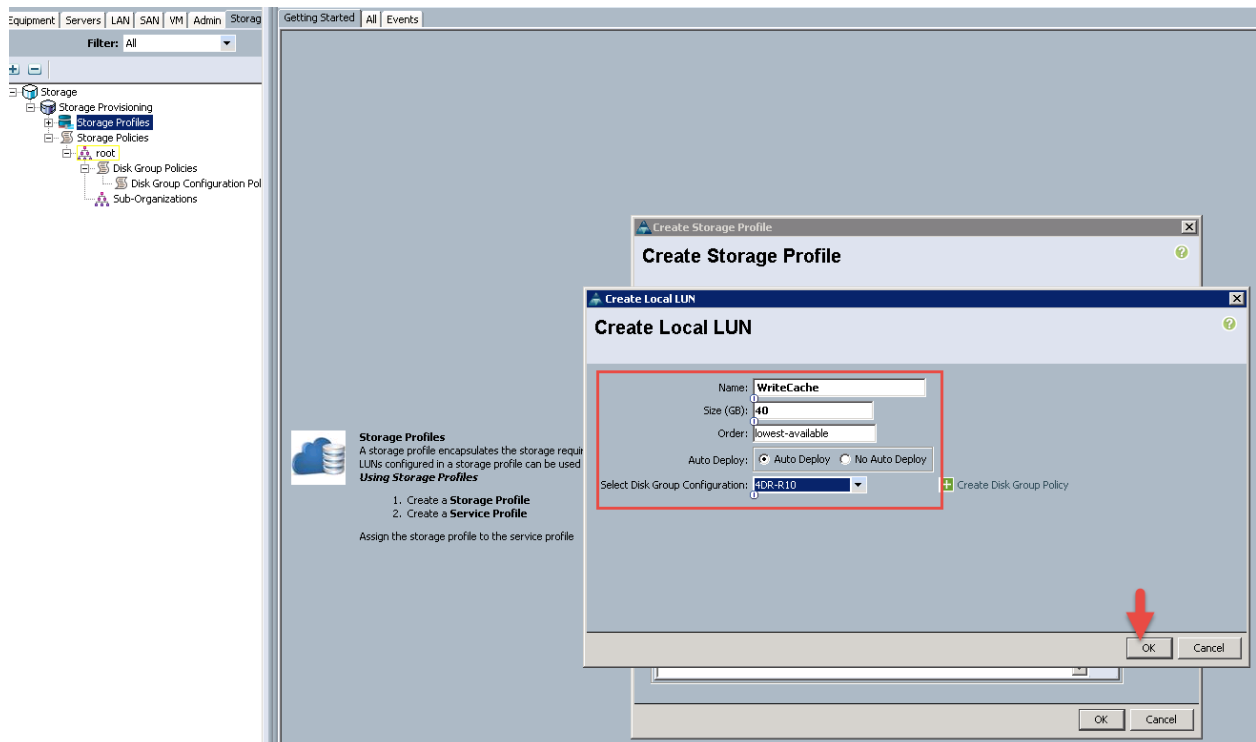 Equipment Servers LAN SAN VM Admin Storag
Filter: All
Storage
Storage Provisioning
Storage Profiles
Storage Policies
root
Disk Group Policies
Disk Group Configuration Pol
Sub-Organizations
Getting Started All Events
Storage Profiles
A storage profile encapsulates the storage requir
LUNs configured in a storage profile can be used
Using Storage Profiles
1. Create a Storage Profile
2. Create a Service Profile
Assign the storage profile to the service profile
Create Storage Profile
Create Storage Profile
Create Local LUN
Create Local LUN
Name: WriteCache
Size (GB): 40
Order: lowest-available
Auto Deploy: Auto Deploy No Auto Deploy
Select Disk Group Configuration: 4DR-R10 Create Disk Group Policy
OK Cancel
OK Cancel